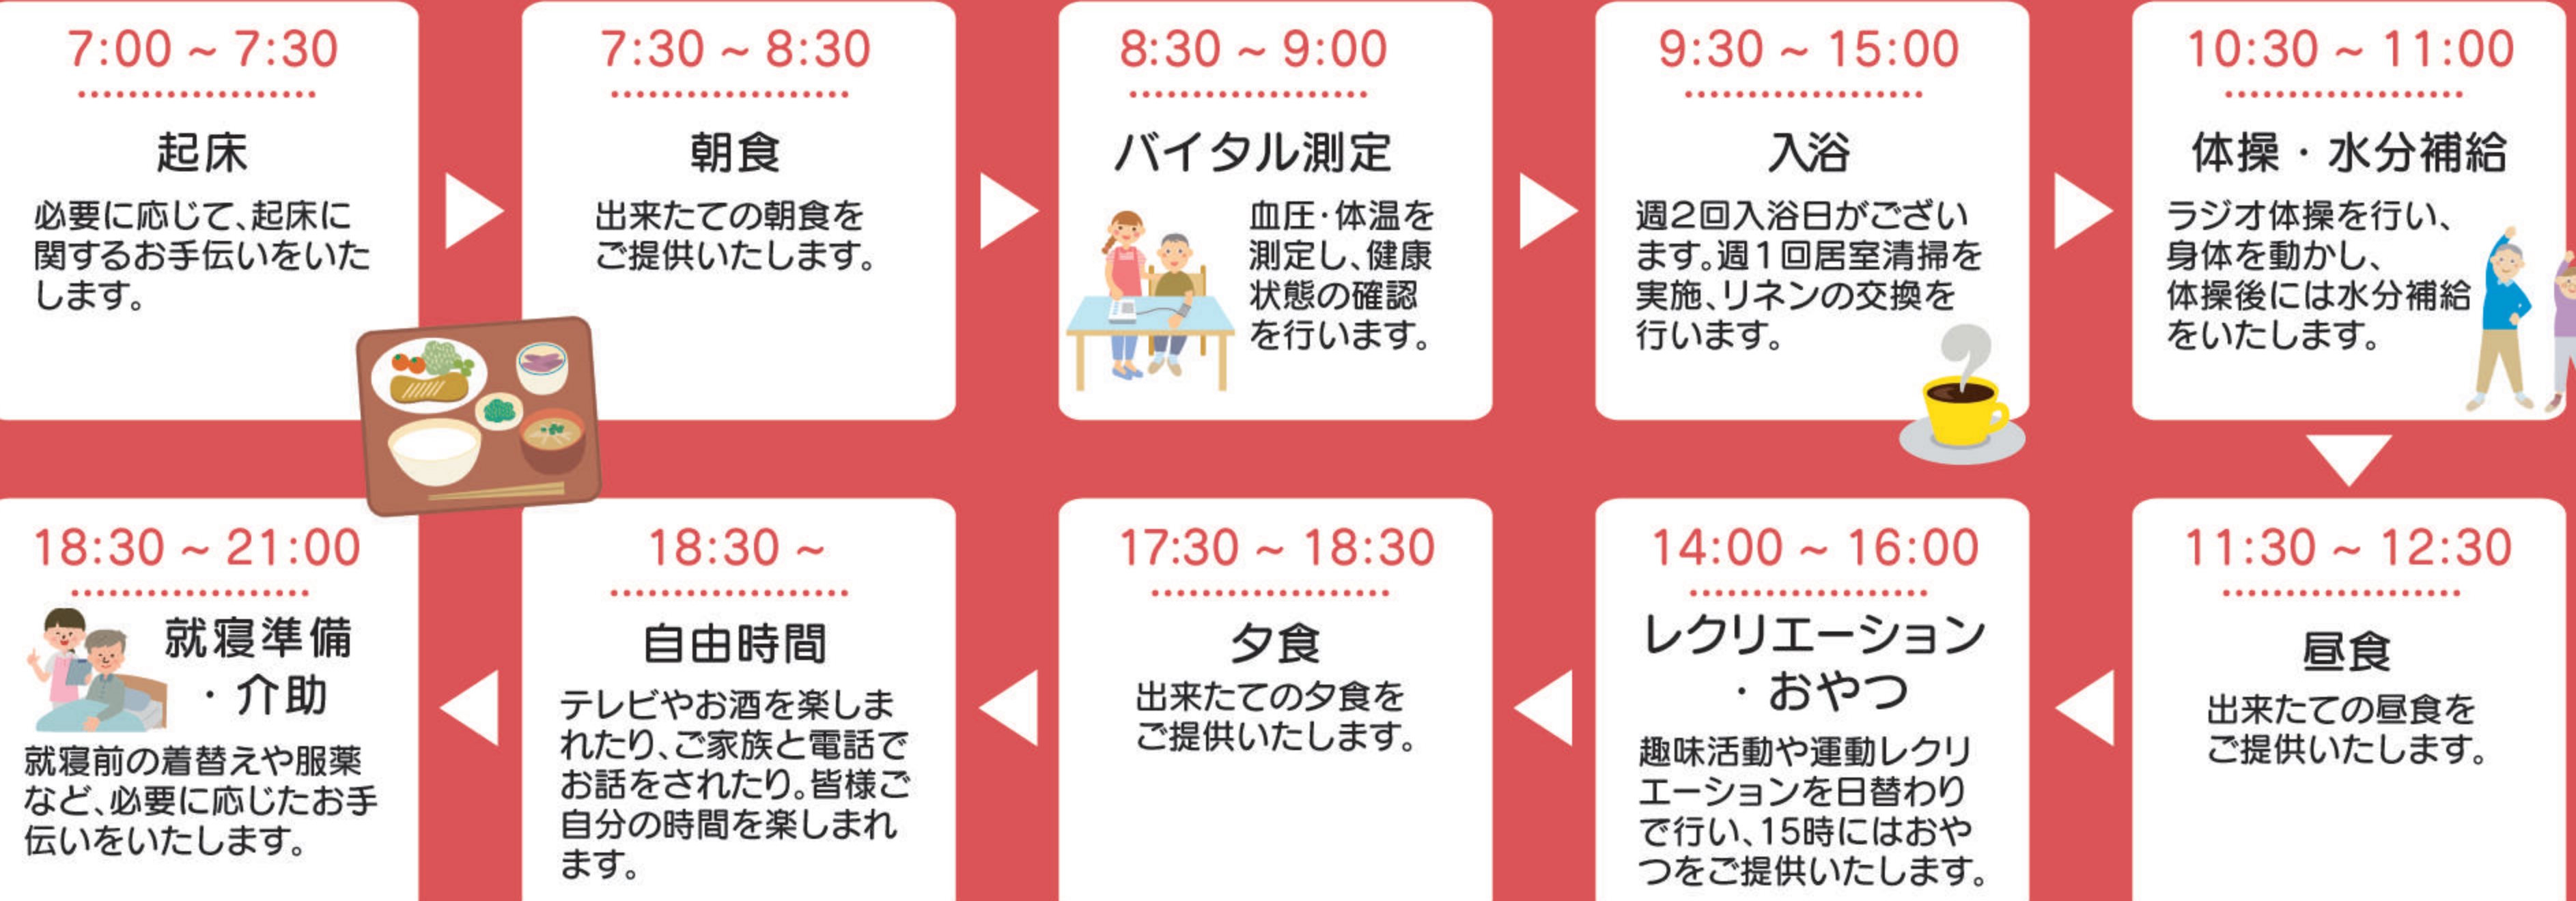 7:00 ~ 7:30
起床
必要に応じて、起床に
関するお手伝いをいた
します。
7:30 ~ 8:30
朝食
出来たての朝食を
ご提供いたします。
8:30 ~ 9:00
バイタル測定
血圧・体温を
測定し、健康
状態の確認
を行います。
9:30 ~ 15:00
入浴
週2回入浴日がござい
ます。週1回居室清掃を
実施、リネンの交換を
行います。
10:30 ~ 11:00
体操・水分補給
ラジオ体操を行い、
身体を動かし、
体操後には水分補給
をいたします。
11:30 ~ 12:30
昼食
出来たての昼食を
ご提供いたします。
14:00 ~ 16:00
レクリエーション
・おやつ
趣味活動や運動レクリ
エーションを日替わり
で行い、15時にはおや
つをご提供いたします。
17:30 ~ 18:30
夕食
出来たての夕食を
ご提供いたします。
18:30 ~
自由時間
テレビやお酒を楽しま
れたり、ご家族と電話で
お話をされたり。皆様ご
自分の時間を楽しまれ
ます。
18:30 ~ 21:00
就寝準備
・介助
就寝前の着替えや服薬
など、必要に応じたお手
伝いをいたします。